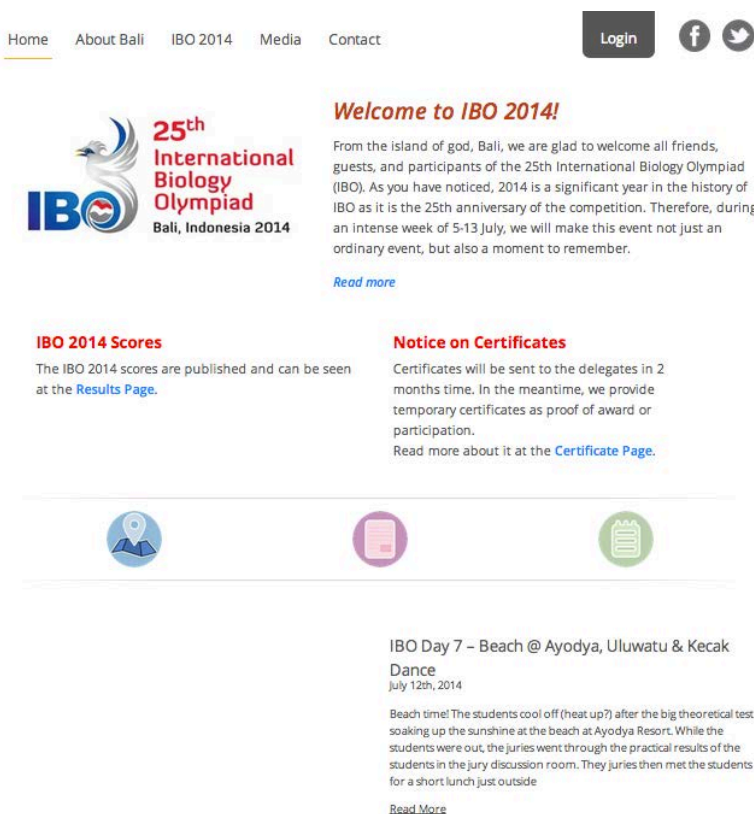 Home About Bali IBO 2014 Media Contact Login
25th
International
Biology
Olympiad
IBO
Bali, Indonesia 2014
Welcome to IBO 2014!
From the island of god, Bali, we are glad to welcome all friends,
guests, and participants of the 25th International Biology Olympiad
(IBO). As you have noticed, 2014 is a significant year in the history of
IBO as it is the 25th anniversary of the competition. Therefore, during
an intense week of 5-13 July, we will make this event not just an
ordinary event, but also a moment to remember.
Read more
IBO 2014 Scores
The IBO 2014 scores are published and can be seen
at the Results Page.
Notice on Certificates
Certificates will be sent to the delegates in 2
months time. In the meantime, we provide
temporary certificates as proof of award or
participation.
Read more about it at the Certificate Page.
IBO Day 7 – Beach @ Ayodya, Uluwatu & Kecak
Dance
July 12th, 2014
Beach time! The students cool off (heat up?) after the big theoretical test
soaking up the sunshine at the beach at Ayodya Resort. While the
students were out, the juries went through the practical results of the
students in the jury discussion room. They juries then met the students
for a short lunch just outside
Read More